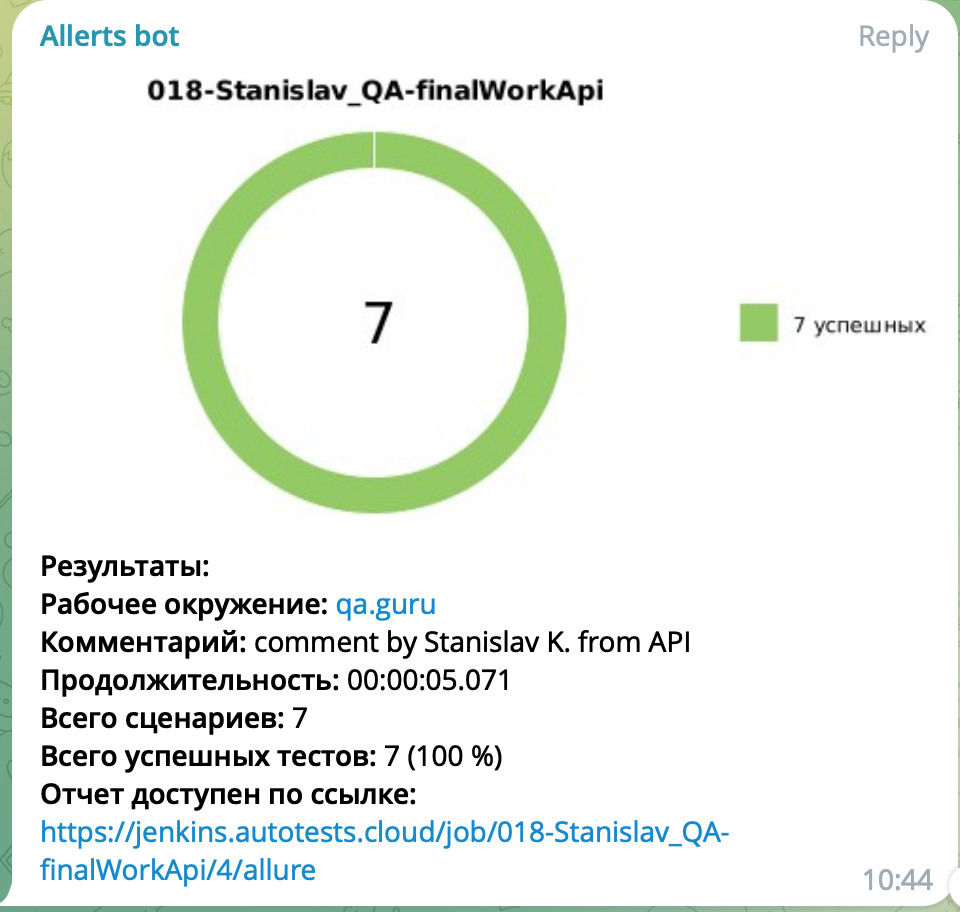 Allerts bot
Reply
018-Stanislav_QA-finalWorkApi
7
7 успешных
Результаты:
Рабочее окружение: qa.guru
Комментарий: comment by Stanislav K. from API
Продолжительность: 00:00:05.071
Всего сценариев: 7
Всего успешных тестов: 7 (100 %)
Отчет доступен по ссылке:
https://jenkins.autotests.cloud/job/018-Stanislav_QA-
finalWorkApi/4/allure
10:44